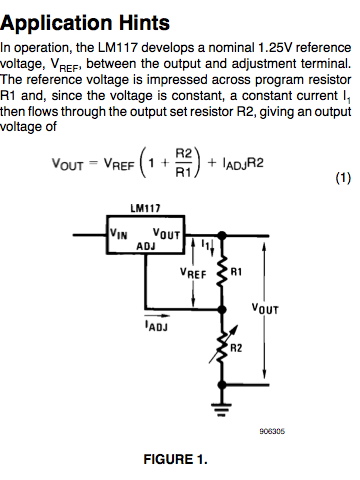 Application Hints
In operation, the LM117 develops a nominal 1.25V reference
voltage, VREF, between the output and adjustment terminal.
The reference voltage is impressed across program resistor
R1 and, since the voltage is constant, a constant current I1
then flows through the output set resistor R2, giving an output
voltage of
VOUT = VREF (1 + R2/R1) + IADJR2
(1)
LM117
VIN VOUT
ADJ
I1
VREF
R1
VOUT
IADJ
R2
906305
FIGURE 1.